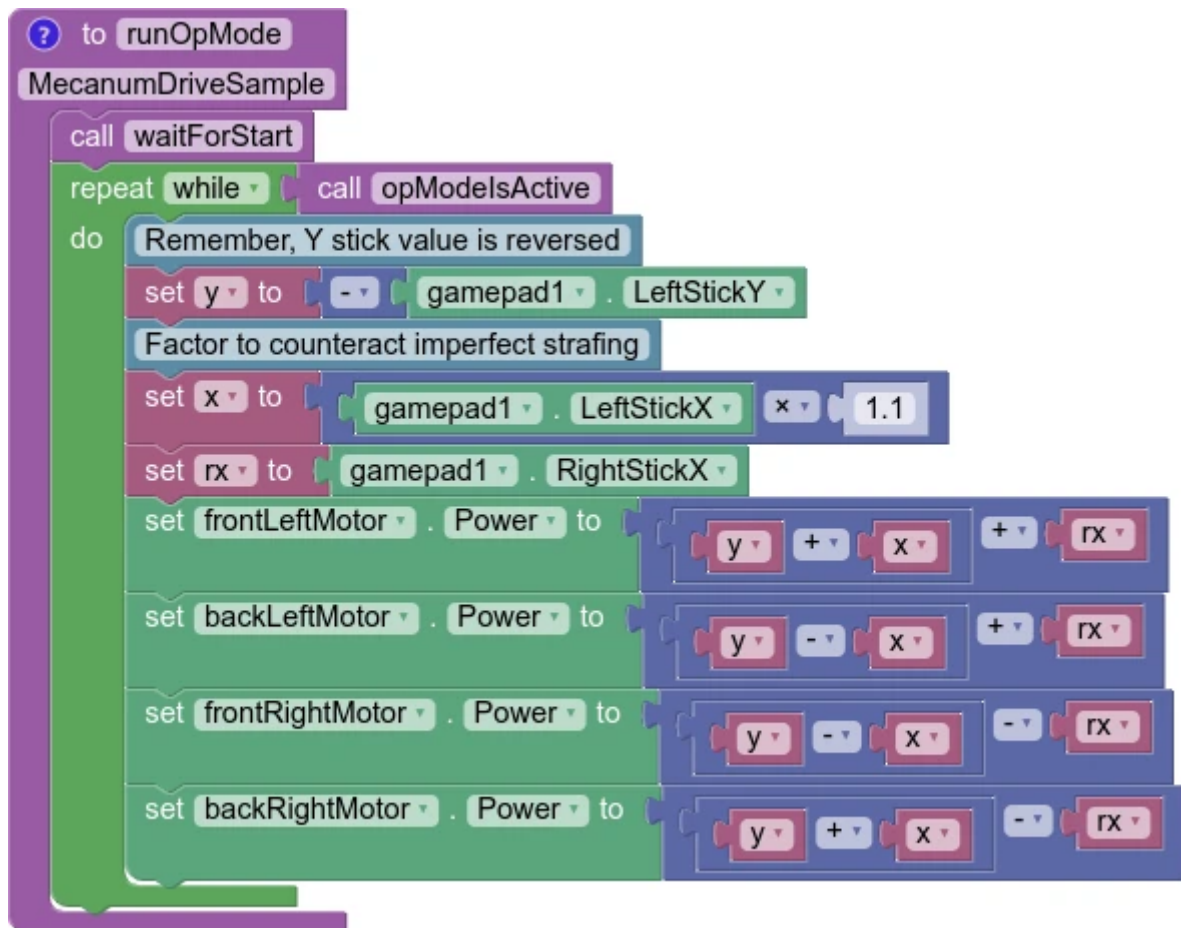 ? to runOpMode
MecanumDriveSample
call waitForStart
repeat while call opModeIsActive
do Remember, Y stick value is reversed
set y to - gamepad1 . LeftStickY
Factor to counteract imperfect strafing
set x to gamepad1 . LeftStickX × 1.1
set rx to gamepad1 . RightStickX
set frontLeftMotor . Power to y + x + rx
set backLeftMotor . Power to y - x + rx
set frontRightMotor . Power to y - x - rx
set backRightMotor . Power to y + x - rx